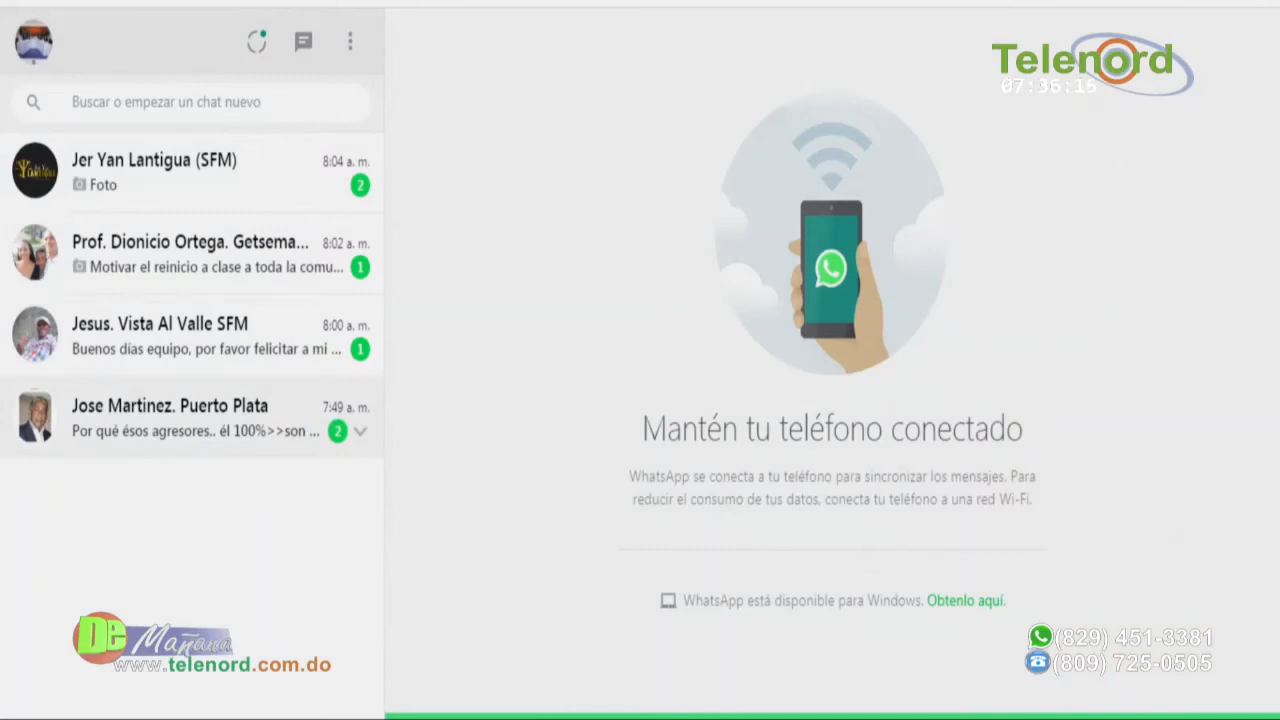 Telenord
07:36:16
Buscar o empezar un chat nuevo
Jer Yan Lantigua (SFM)
8:04 a. m.
Foto
2
Prof. Dionicio Ortega. Getsema...
8:02 a. m.
Motivar el reinicio a clase a toda la comu...
1
Jesus. Vista Al Valle SFM
8:00 a. m.
Buenos días equipo, por favor felicitar a mi ...
1
Jose Martinez. Puerto Plata
7:49 a. m.
Por qué ésos agresores.. él 100%>>son ...
2
Mantén tu teléfono conectado
WhatsApp se conecta a tu teléfono para sincronizar los mensajes. Para
reducir el consumo de tus datos, conecta tu teléfono a una red Wi-Fi.
WhatsApp está disponible para Windows. Obtenlo aquí.
De Mañana
www.telenord.com.do
(829) 451-3381
(809) 725-0505